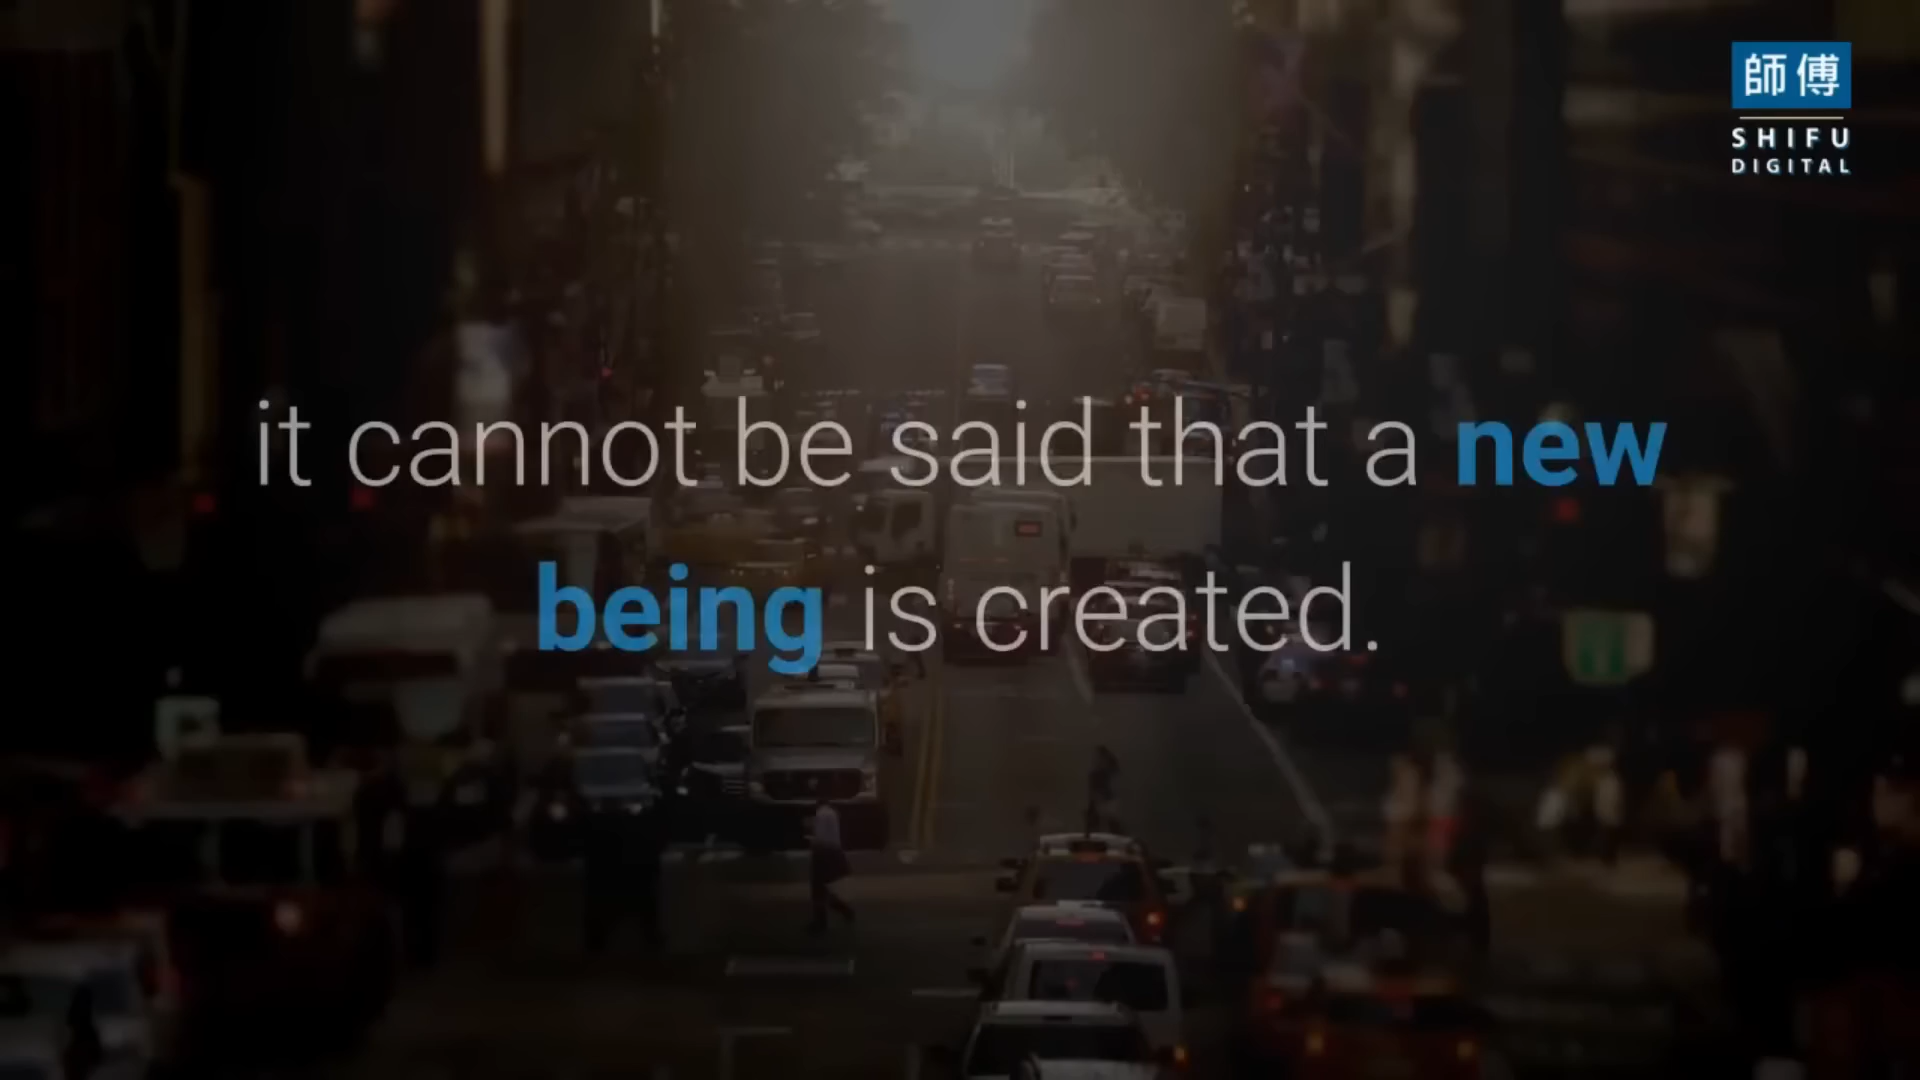 師傅
SHIFU
DIGITAL
it cannot be said that a new
being is created.